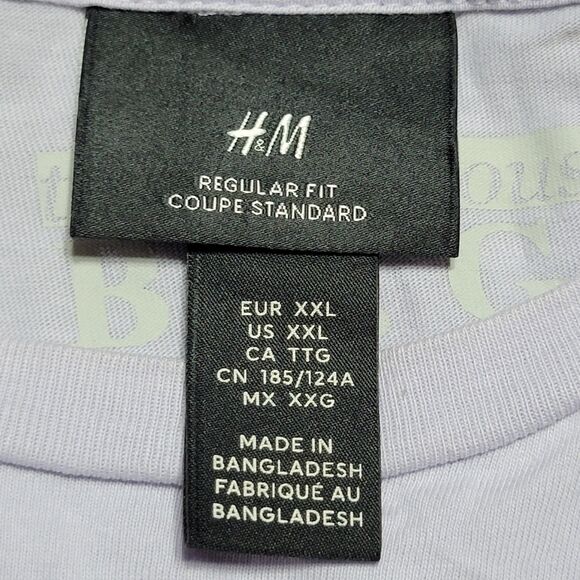 H&M
REGULAR FIT
COUPE STANDARD
EUR XXL
US XXL
CA TTG
CN 185/124A
MX XXG
MADE IN
BANGLADESH
FABRIQUÉ AU
BANGLADESH